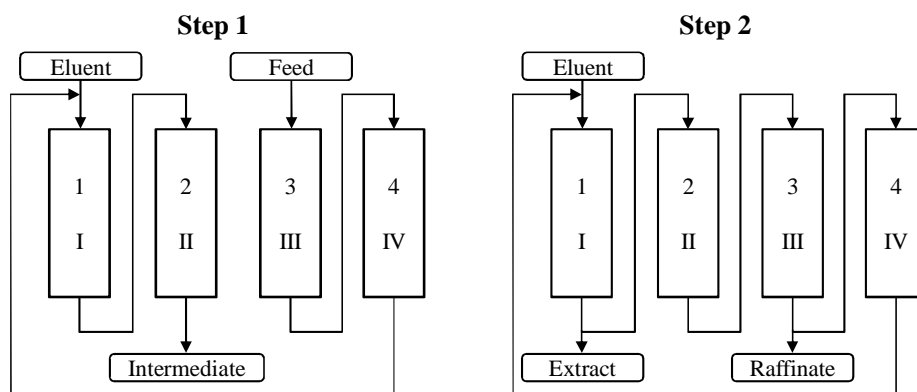 Step 1
Eluent Feed
1 2 3 4
I II III IV
Intermediate
Step 2
Eluent
1 2 3 4
I II III IV
Extract Raffinate